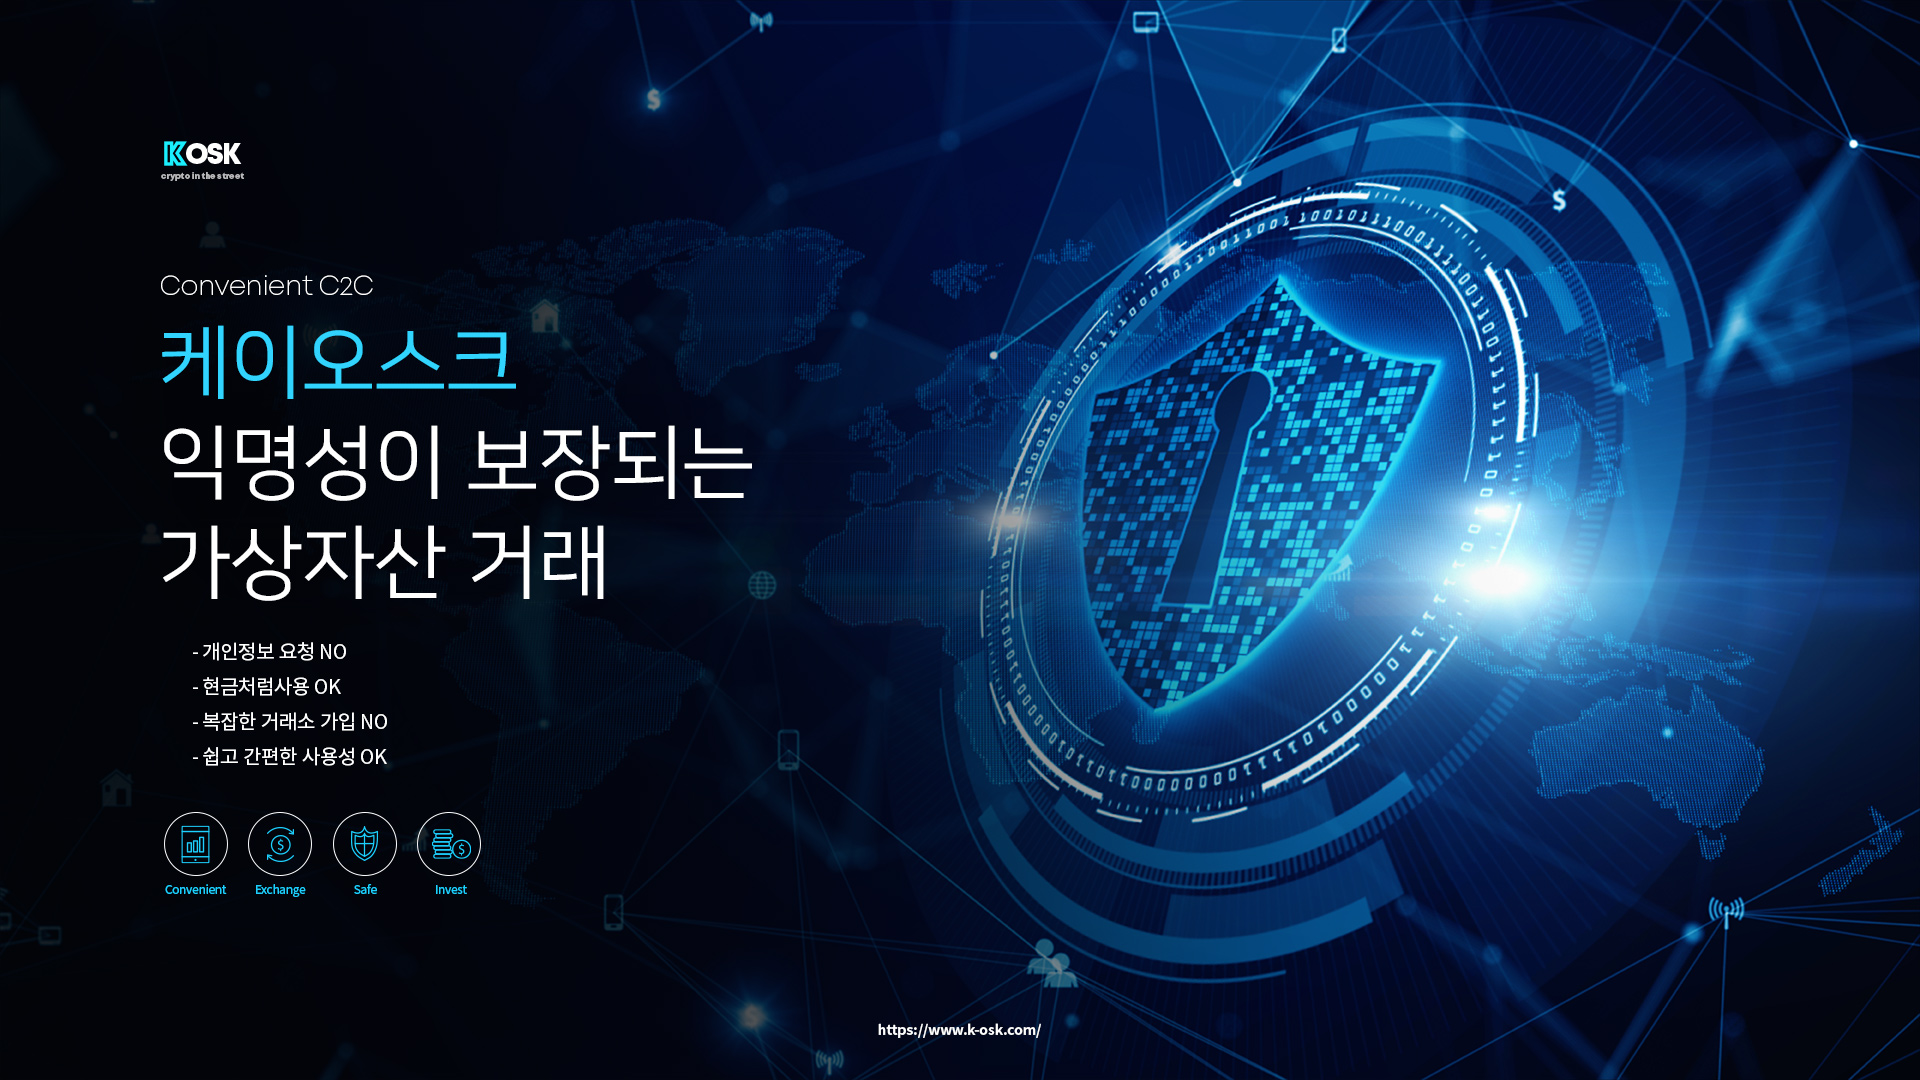 KOSK
crypto in the street
Convenient C2C
케이오스크
익명성이 보장되는
가상자산 거래
- 개인정보 요청 NO
- 현금처럼사용 OK
- 복잡한 거래소 가입 NO
- 쉽고 간편한 사용성 OK
Convenient Exchange Safe Invest
https://www.k-osk.com/